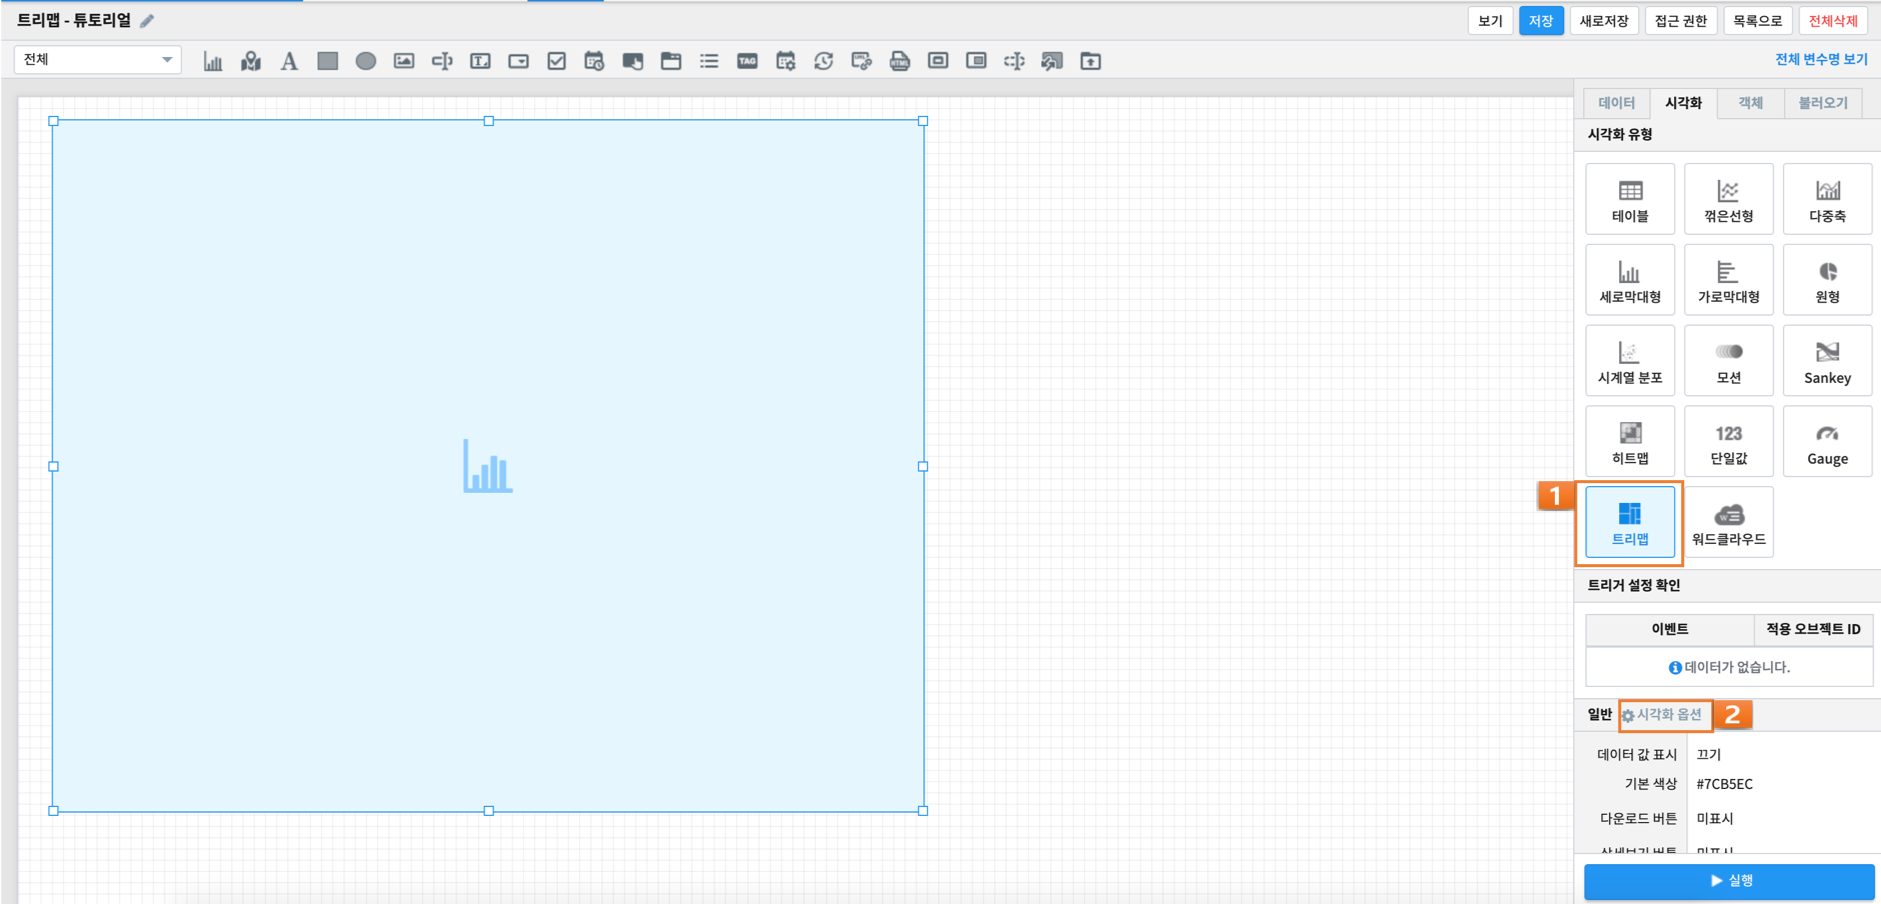 트리맵 - 튜토리얼
보기 저장 새로저장 접근 권한 목록으로 전체삭제
전체
A
TAG
HTML
전체 변수명 보기
데이터 시각화 객체 불러오기
시각화 유형
테이블 꺾은선형 다중축
세로막대형 가로막대형 원형
시계열 분포 모션 Sankey
123
히트맵 단일값 Gauge
1
W
트리맵 워드클라우드
트리거 설정 확인
이벤트 적용 오브젝트 ID
데이터가 없습니다.
일반 시각화 옵션 2
데이터 값 표시 끄기
기본 색상 #7CB5EC
다운로드 버튼 미표시
상세보기 버튼 미표시
실행